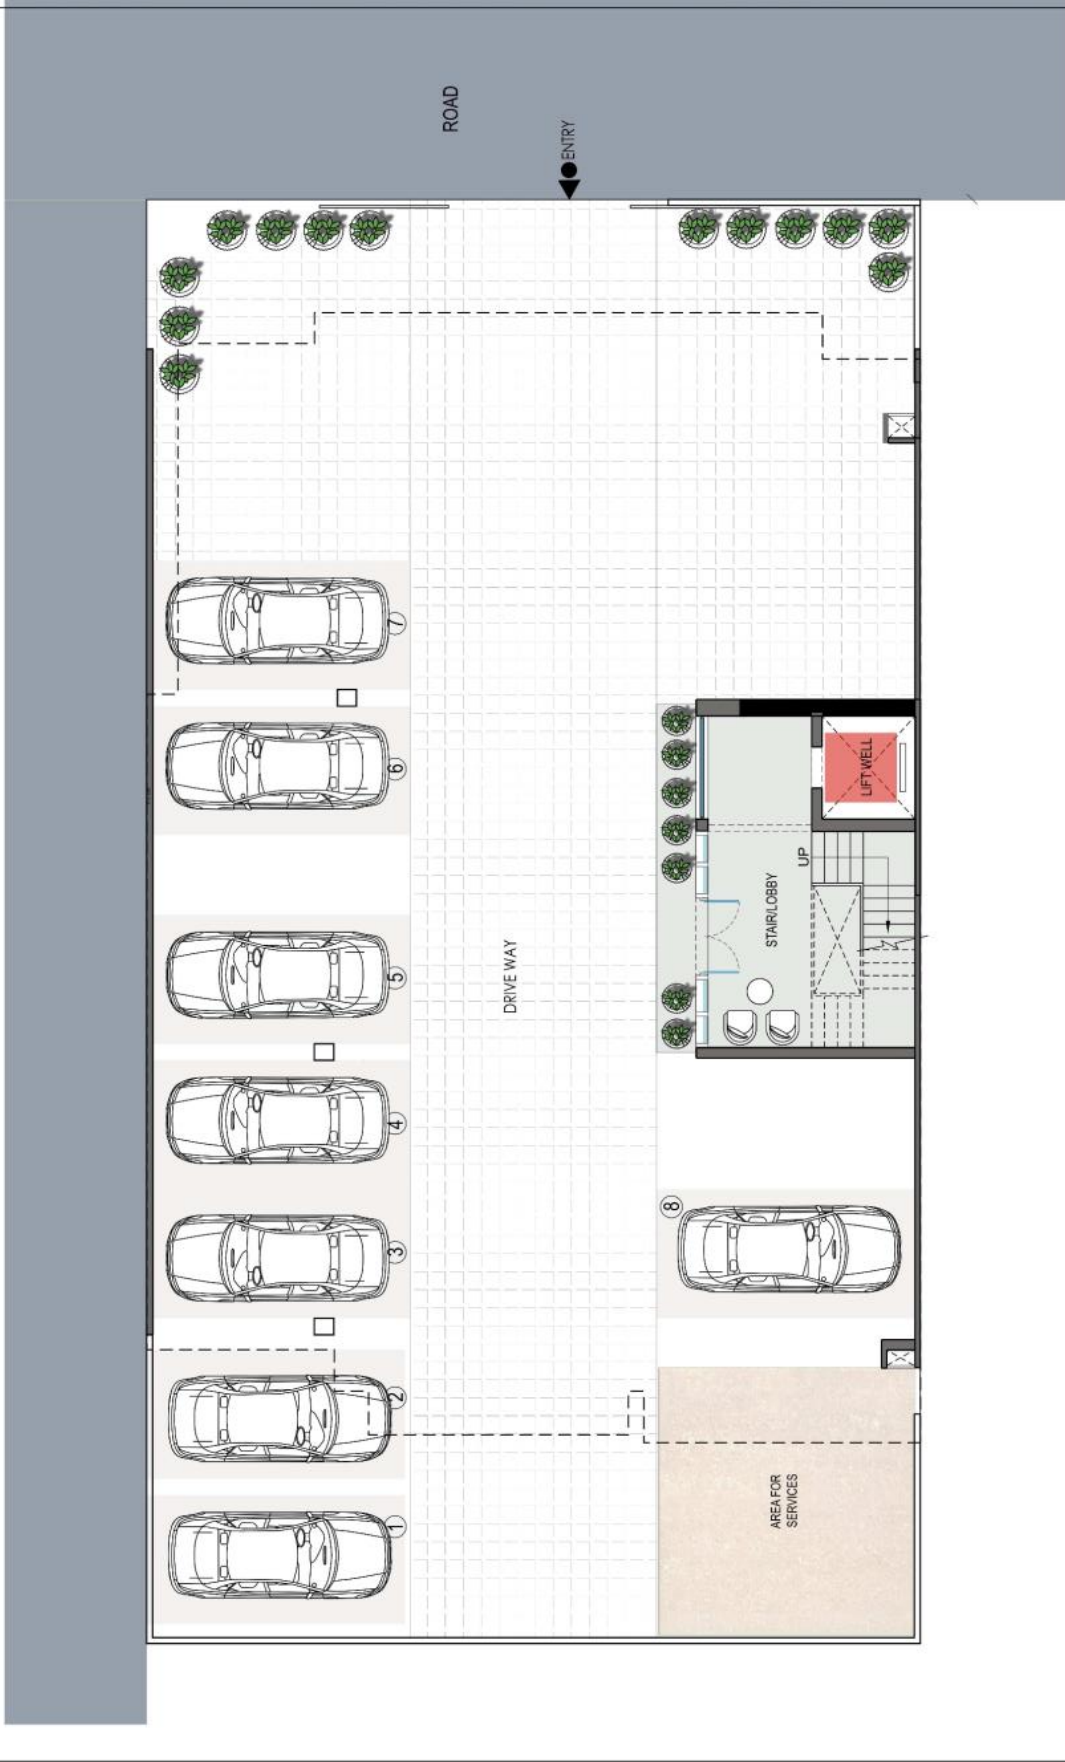 ROAD
ENTRY
7
6
LIFT WELL
UP
STAIR/LOBBY
5
DRIVE WAY
4
8
3
2
AREA FOR
SERVICES
1